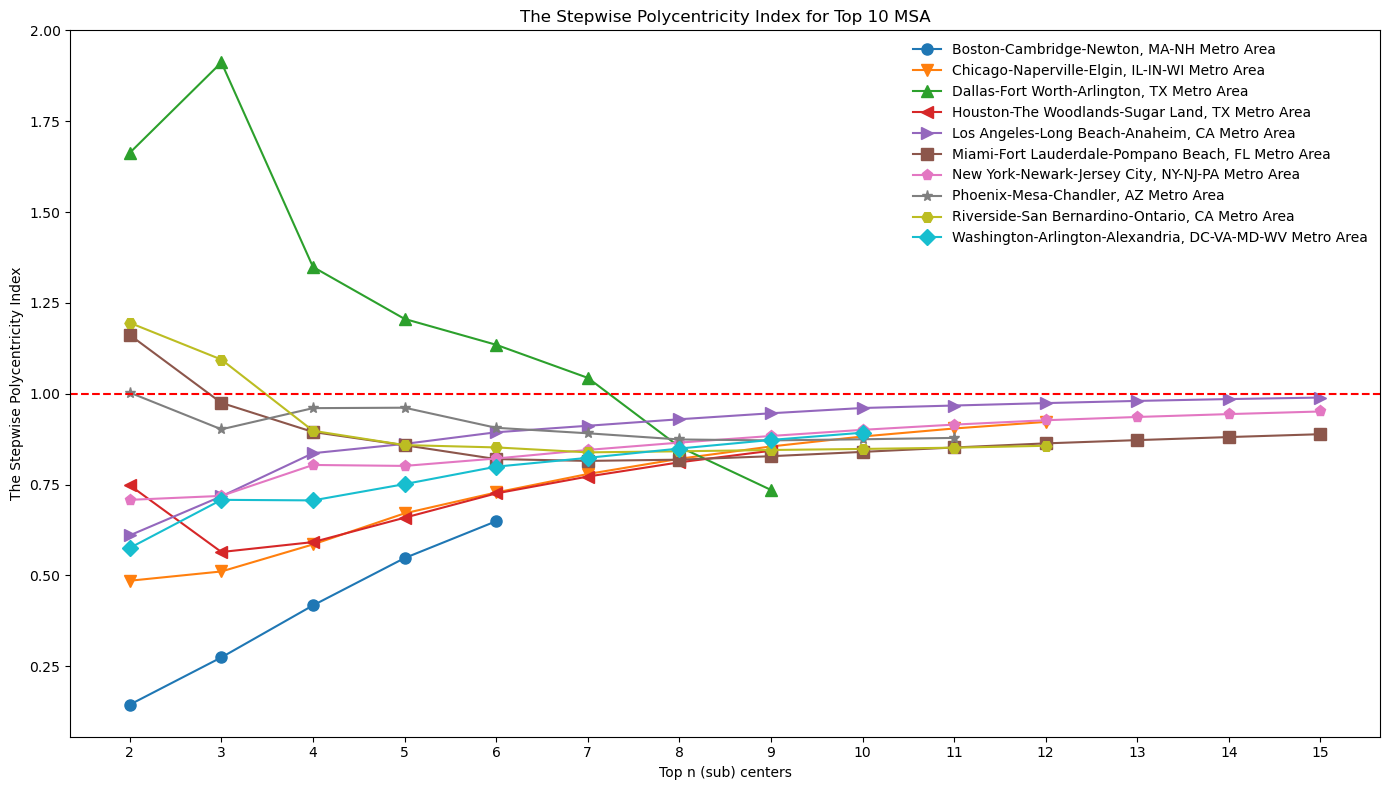 The Stepwise Polycentricity Index for Top 10 MSA
The Stepwise Polycentricity Index
2.00
1.75
1.50
1.25
1.00
0.75
0.50
0.25
Boston-Cambridge-Newton, MA-NH Metro Area
Chicago-Naperville-Elgin, IL-IN-WI Metro Area
Dallas-Fort Worth-Arlington, TX Metro Area
Houston-The Woodlands-Sugar Land, TX Metro Area
Los Angeles-Long Beach-Anaheim, CA Metro Area
Miami-Fort Lauderdale-Pompano Beach, FL Metro Area
New York-Newark-Jersey City, NY-NJ-PA Metro Area
Phoenix-Mesa-Chandler, AZ Metro Area
Riverside-San Bernardino-Ontario, CA Metro Area
Washington-Arlington-Alexandria, DC-VA-MD-WV Metro Area
2 3 4 5 6 7 8 9 10 11 12 13 14 15
Top n (sub) centers